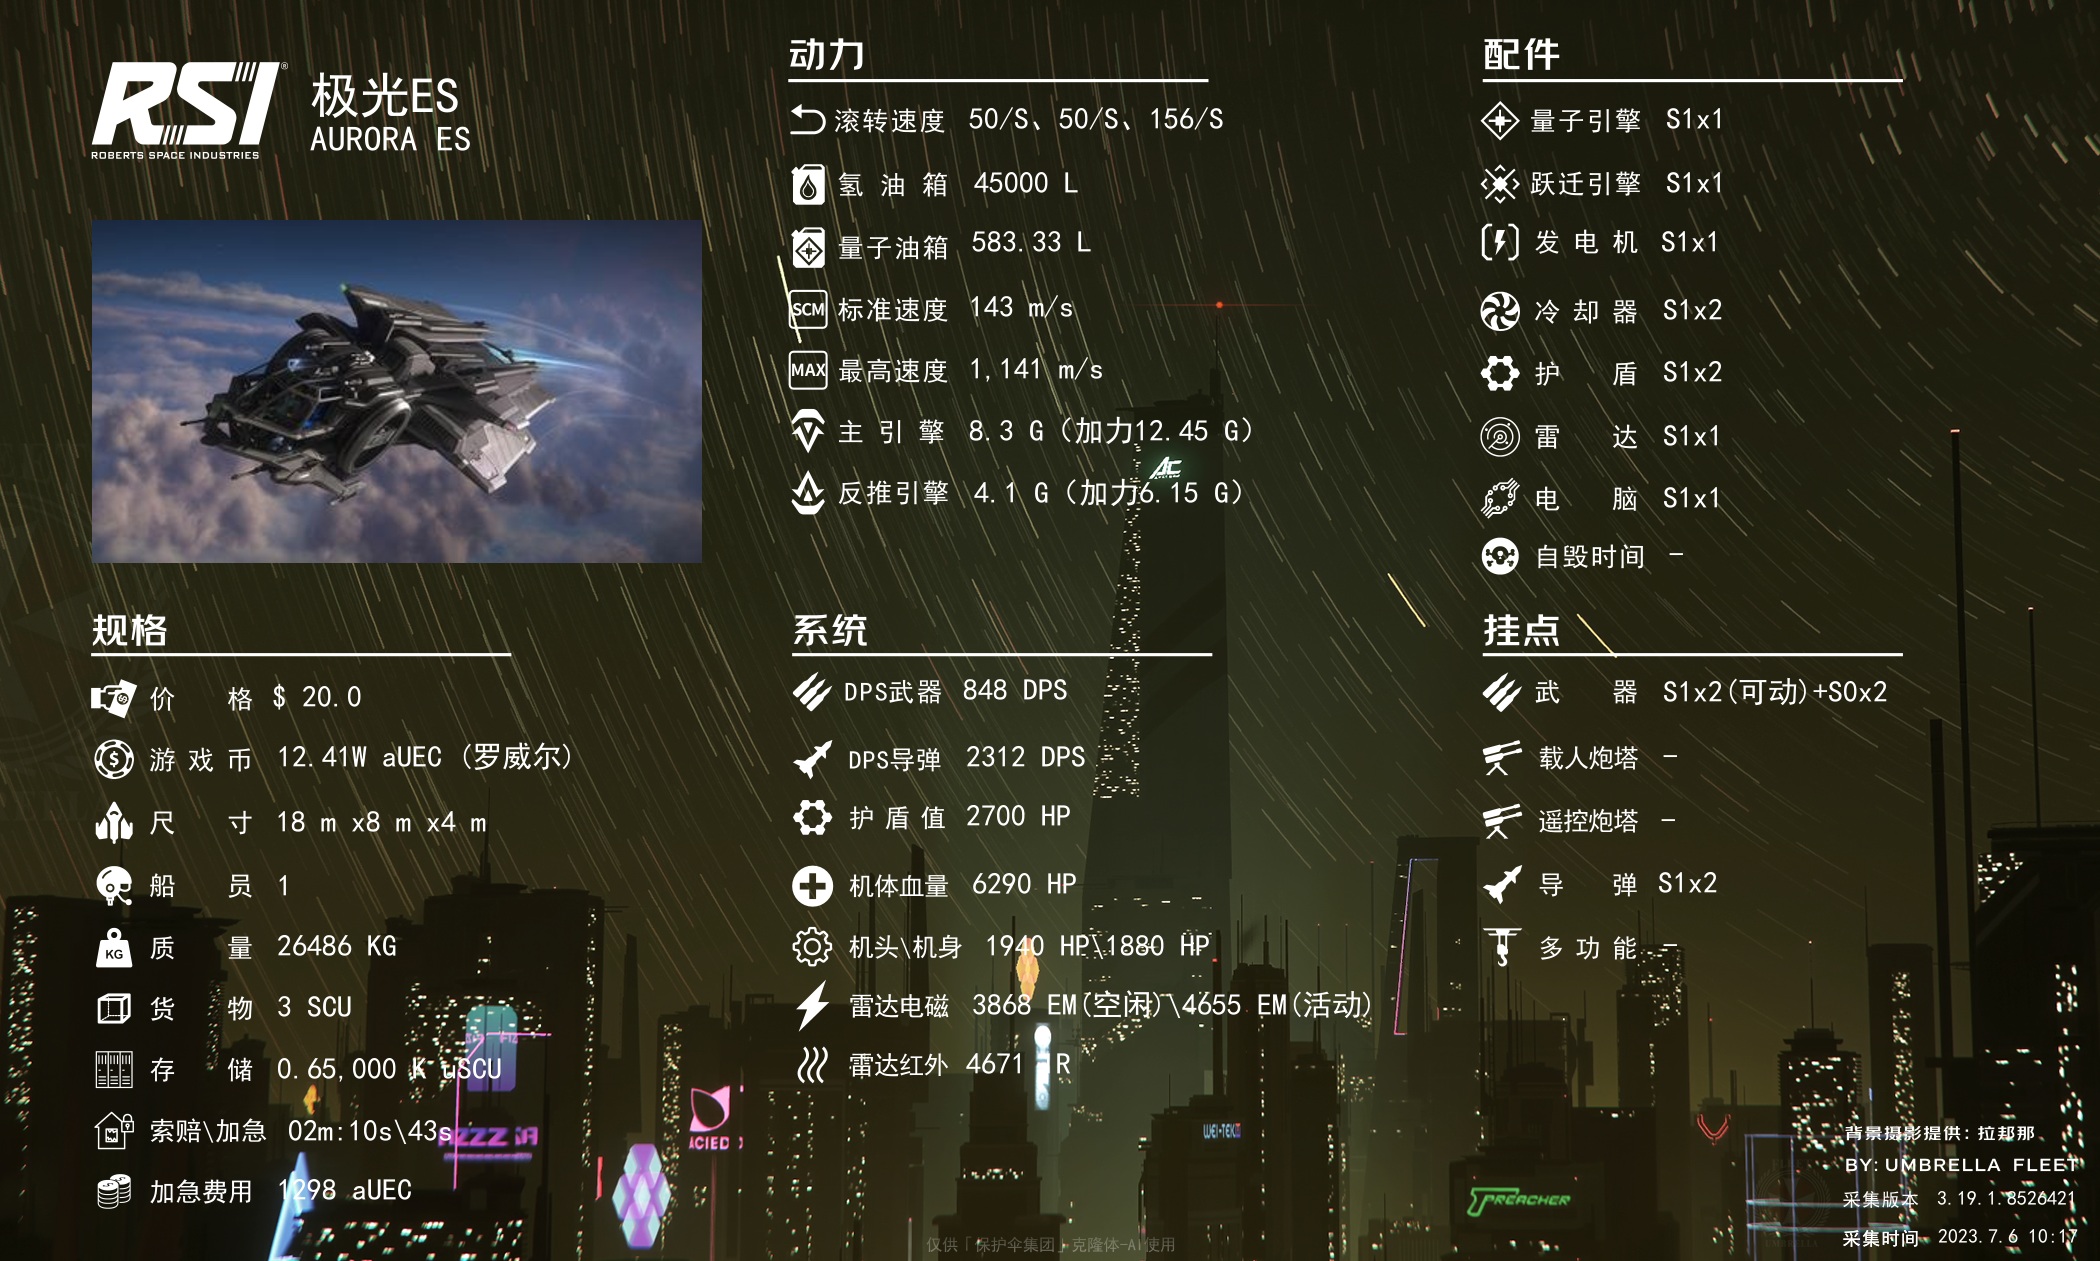 RSI®
ROBERTS SPACE INDUSTRIES
极光ES
AURORA ES
动力
滚转速度 50/S、50/S、156/S
氢油箱 45000 L
量子油箱 583.33 L
SCM 标准速度 143 m/s
MAX 最高速度 1,141 m/s
主引擎 8.3 G（加力12.45 G）
反推引擎 4.1 G（加力6.15 G）
配件
量子引擎 S1x1
跃迁引擎 S1x1
发电机 S1x1
冷却器 S1x2
护盾 S1x2
雷达 S1x1
电脑 S1x1
自毁时间 －
规格
价格 $ 20.0
游戏币 12.41W aUEC (罗威尔)
尺寸 18 m x8 m x4 m
船员 1
KG 质量 26486 KG
货物 3 SCU
存储 0.65,000 K uSCU
索赔\加急 02m:10s\43s
加急费用 1298 aUEC
系统
DPS武器 848 DPS
DPS导弹 2312 DPS
护盾值 2700 HP
机体血量 6290 HP
机头\机身 1940 HP\1880 HP
雷达电磁 3868 EM(空闲)\4655 EM(活动)
雷达红外 4671 IR
挂点
武器 S1x2(可动)+S0x2
载人炮塔 －
遥控炮塔 －
导弹 S1x2
多功能 －
AC
ACIED
WEI-TEK
PREACHER
背景摄影提供: 拉邦那
BY: UMBRELLA FLEET
采集版本 3.19.1.8526421
采集时间 2023.7.6 10:17
仅供「保护伞集团」克隆体-AI使用